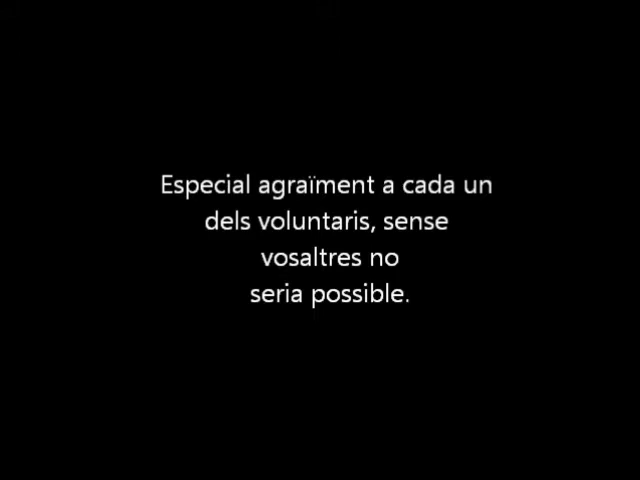 Especial agraïment a cada un
dels voluntaris, sense
vosaltres no
seria possible.